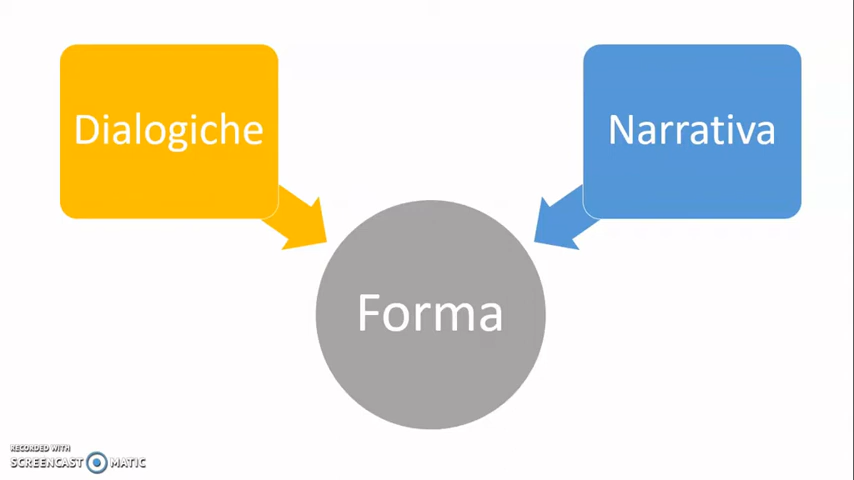 Dialogiche
Narrativa
Forma
RECORDED WITH
SCREENCAST MATIC